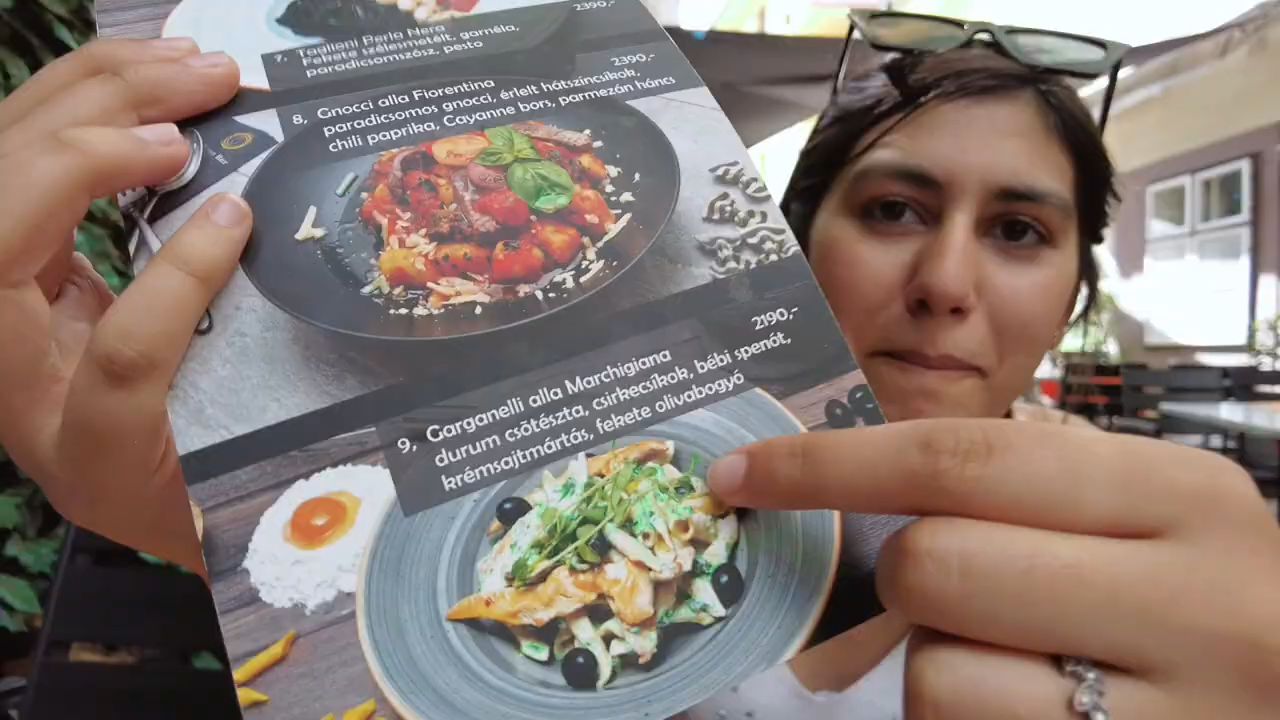 2390,-
7, Taglieni Perla Nera
Fekete szélesmetélt, garnéla,
paradicsomszósz, pesto
2390,-
8, Gnocci alla Fiorentina
paradicsomos gnocci, érlelt hátszíncsíkok,
chili paprika, Cayanne bors, parmezán háncs
2190,-
9, Garganelli alla Marchigiana
durum csőtészta, csirkecsíkok, bébi spenót,
krémsajtmártás, fekete olivabogyó